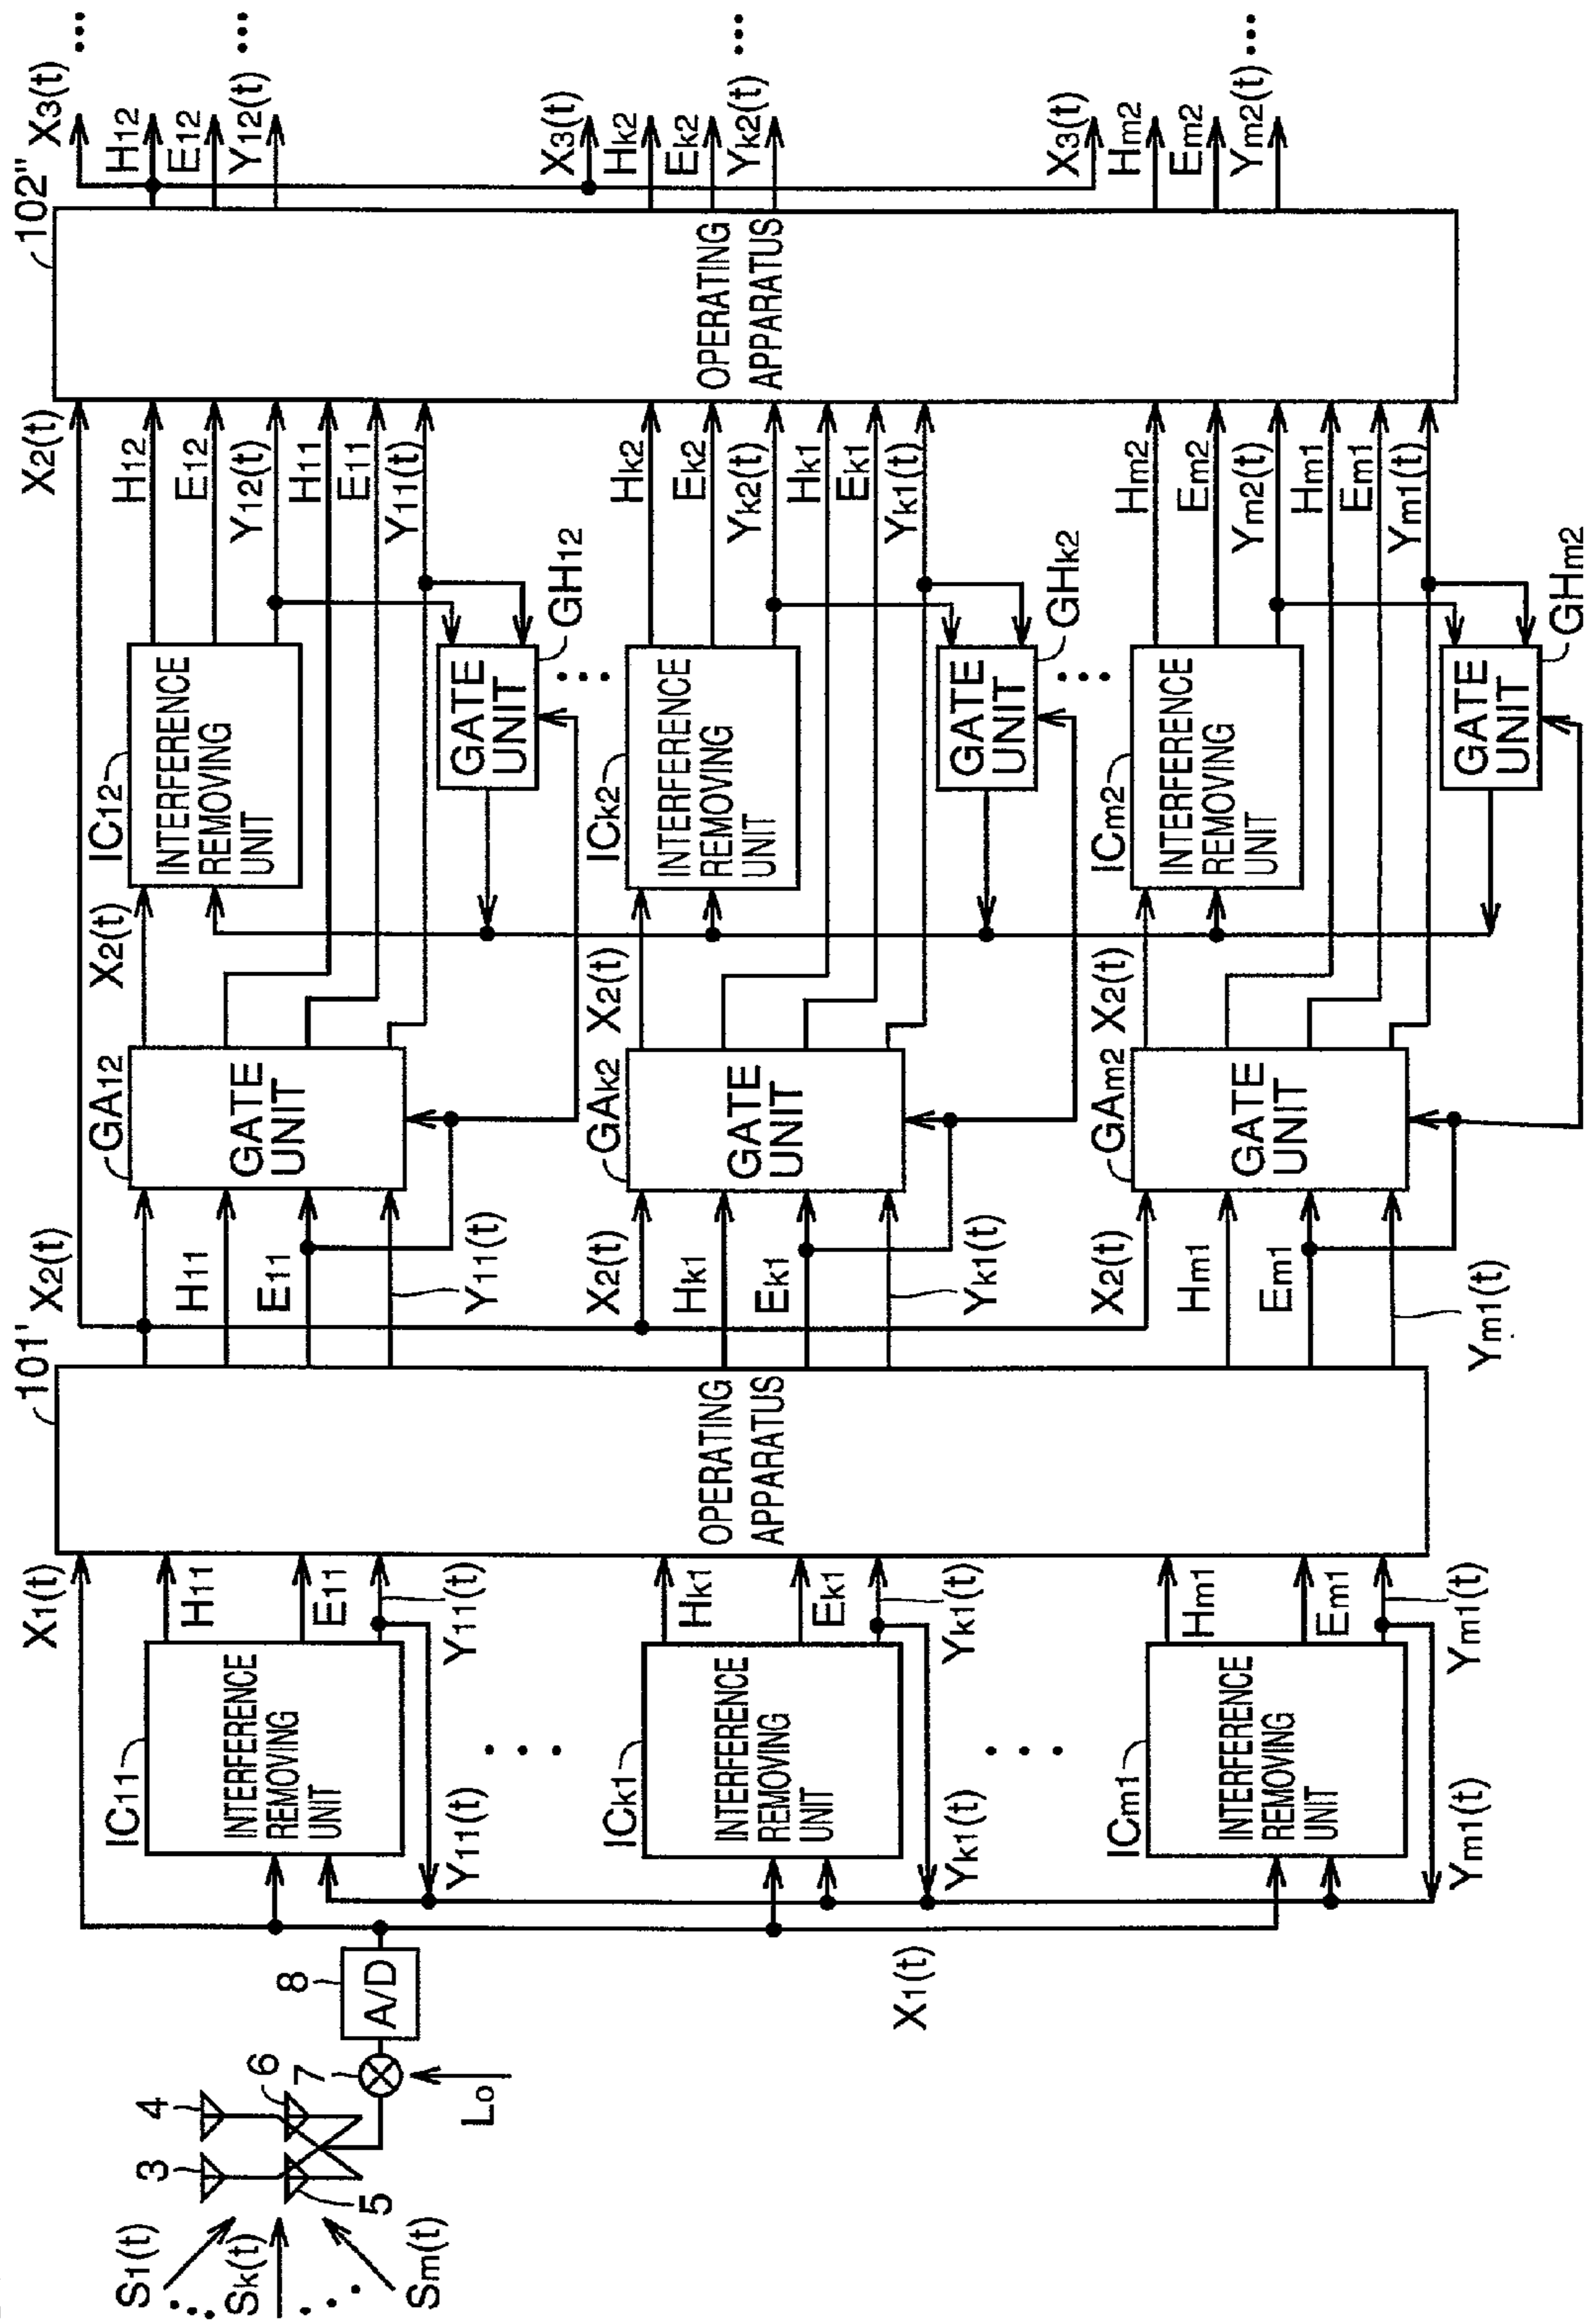 S1(t)
Sk(t)
Sm(t)
3
4
5
6
7
8
A/D
Lo
X1(t)
X1(t)
IC11
INTERFERENCE
REMOVING
UNIT
H11
E11
Y11(t)
Y11(t)
ICk1
INTERFERENCE
REMOVING
UNIT
Hk1
Ek1
Yk1(t)
Yk1(t)
ICm1
INTERFERENCE
REMOVING
UNIT
Hm1
Em1
Ym1(t)
Ym1(t)
101'
OPERATING
APPARATUS
X2(t)
H11
E11
Y11(t)
X2(t)
Hk1
Ek1
Yk1(t)
X2(t)
Hm1
Em1
Ym1(t)
GA12
GATE
UNIT
GAk2
GATE
UNIT
GAm2
GATE
UNIT
X2(t)
IC12
INTERFERENCE
REMOVING
UNIT
X2(t)
ICk2
INTERFERENCE
REMOVING
UNIT
X2(t)
ICm2
INTERFERENCE
REMOVING
UNIT
GATE
UNIT
GH12
GATE
UNIT
GHk2
GATE
UNIT
GHm2
X2(t)
H12
E12
Y12(t)
H11
E11
Y11(t)
Hk2
Ek2
Yk2(t)
Hk1
Ek1
Yk1(t)
Hm2
Em2
Ym2(t)
Hm1
Em1
Ym1(t)
102"
OPERATING
APPARATUS
X3(t)
H12
E12
Y12(t)
X3(t)
Hk2
Ek2
Yk2(t)
X3(t)
Hm2
Em2
Ym2(t)